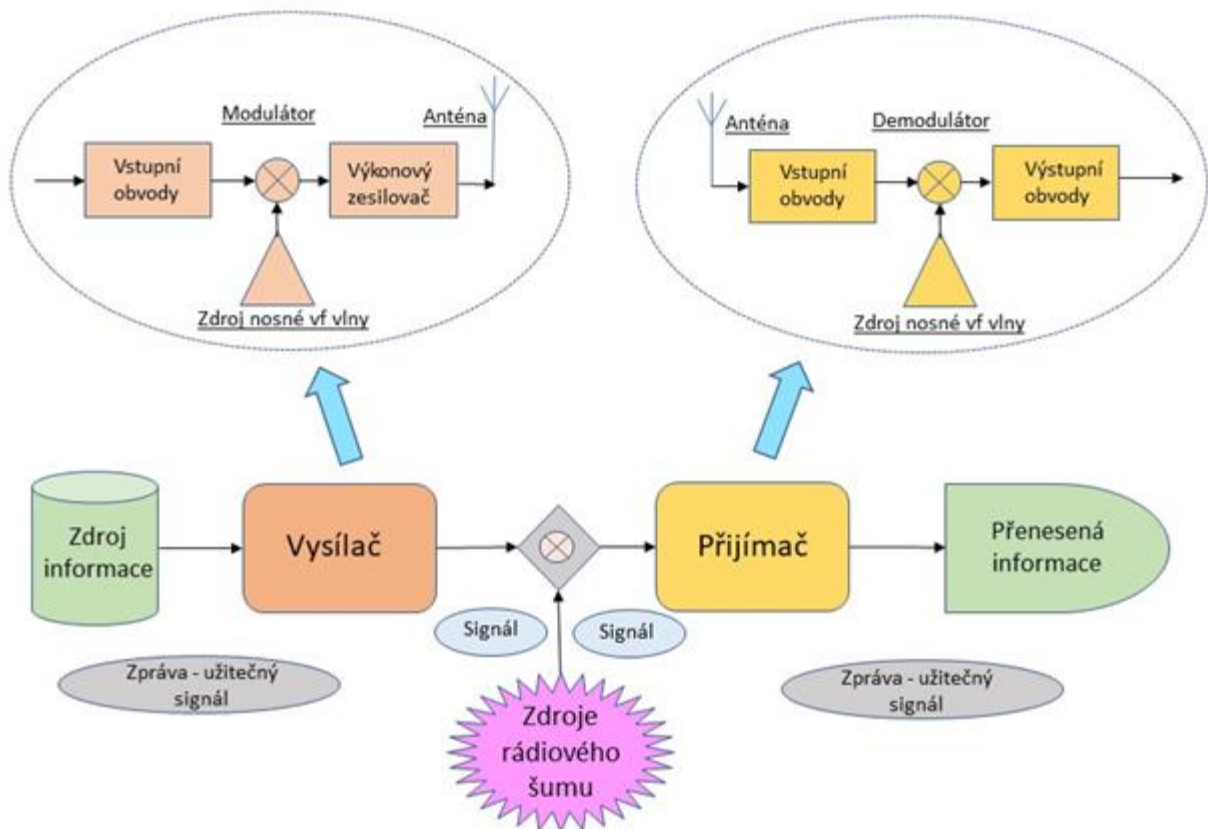 Modulátor
Anténa
Vstupní
obvody
Výkonový
zesilovač
Zdroj nosné vf vlny
Anténa
Demodulátor
Vstupní
obvody
Výstupní
obvody
Zdroj nosné vf vlny
Zdroj
informace
Vysílač
Přijímač
Přenesená
informace
Signál
Signál
Zpráva - užitečný
signál
Zpráva - užitečný
signál
Zdroje
rádiového
šumu